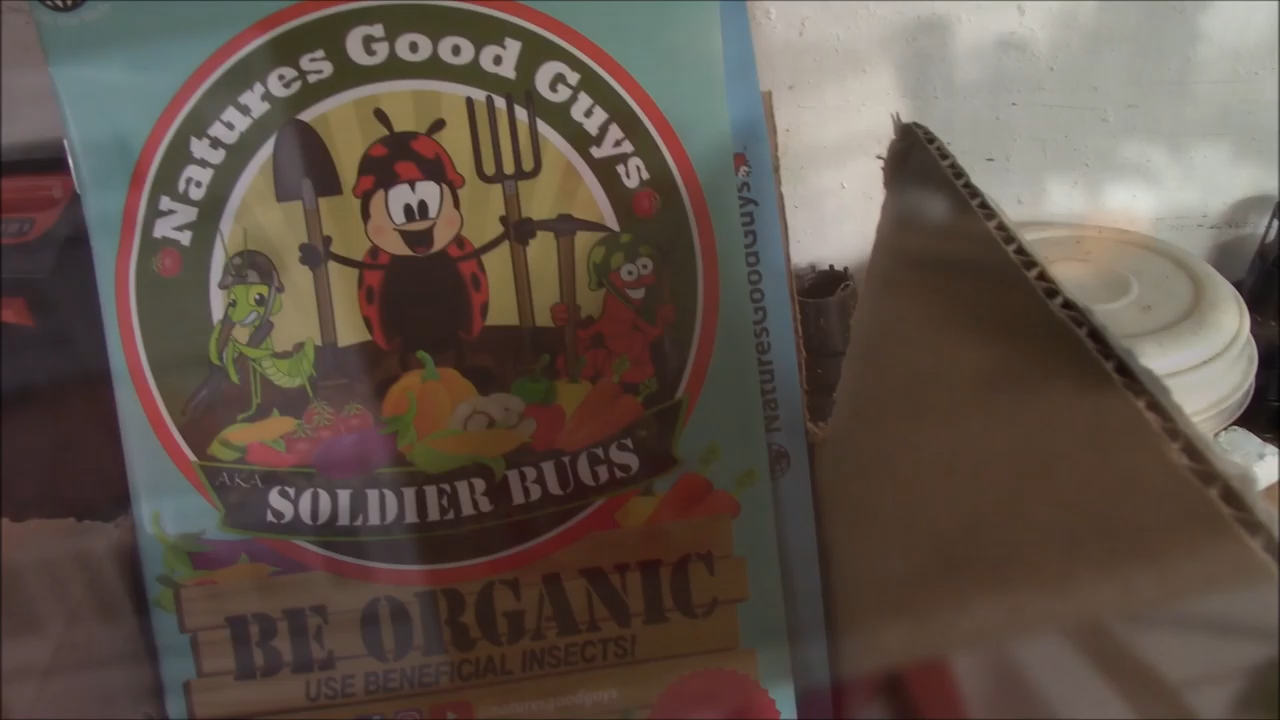 Natures Good Guys
AKA
SOLDIER BUGS
BE ORGANIC
USE BENEFICIAL INSECTS!
NaturesGoodGuys